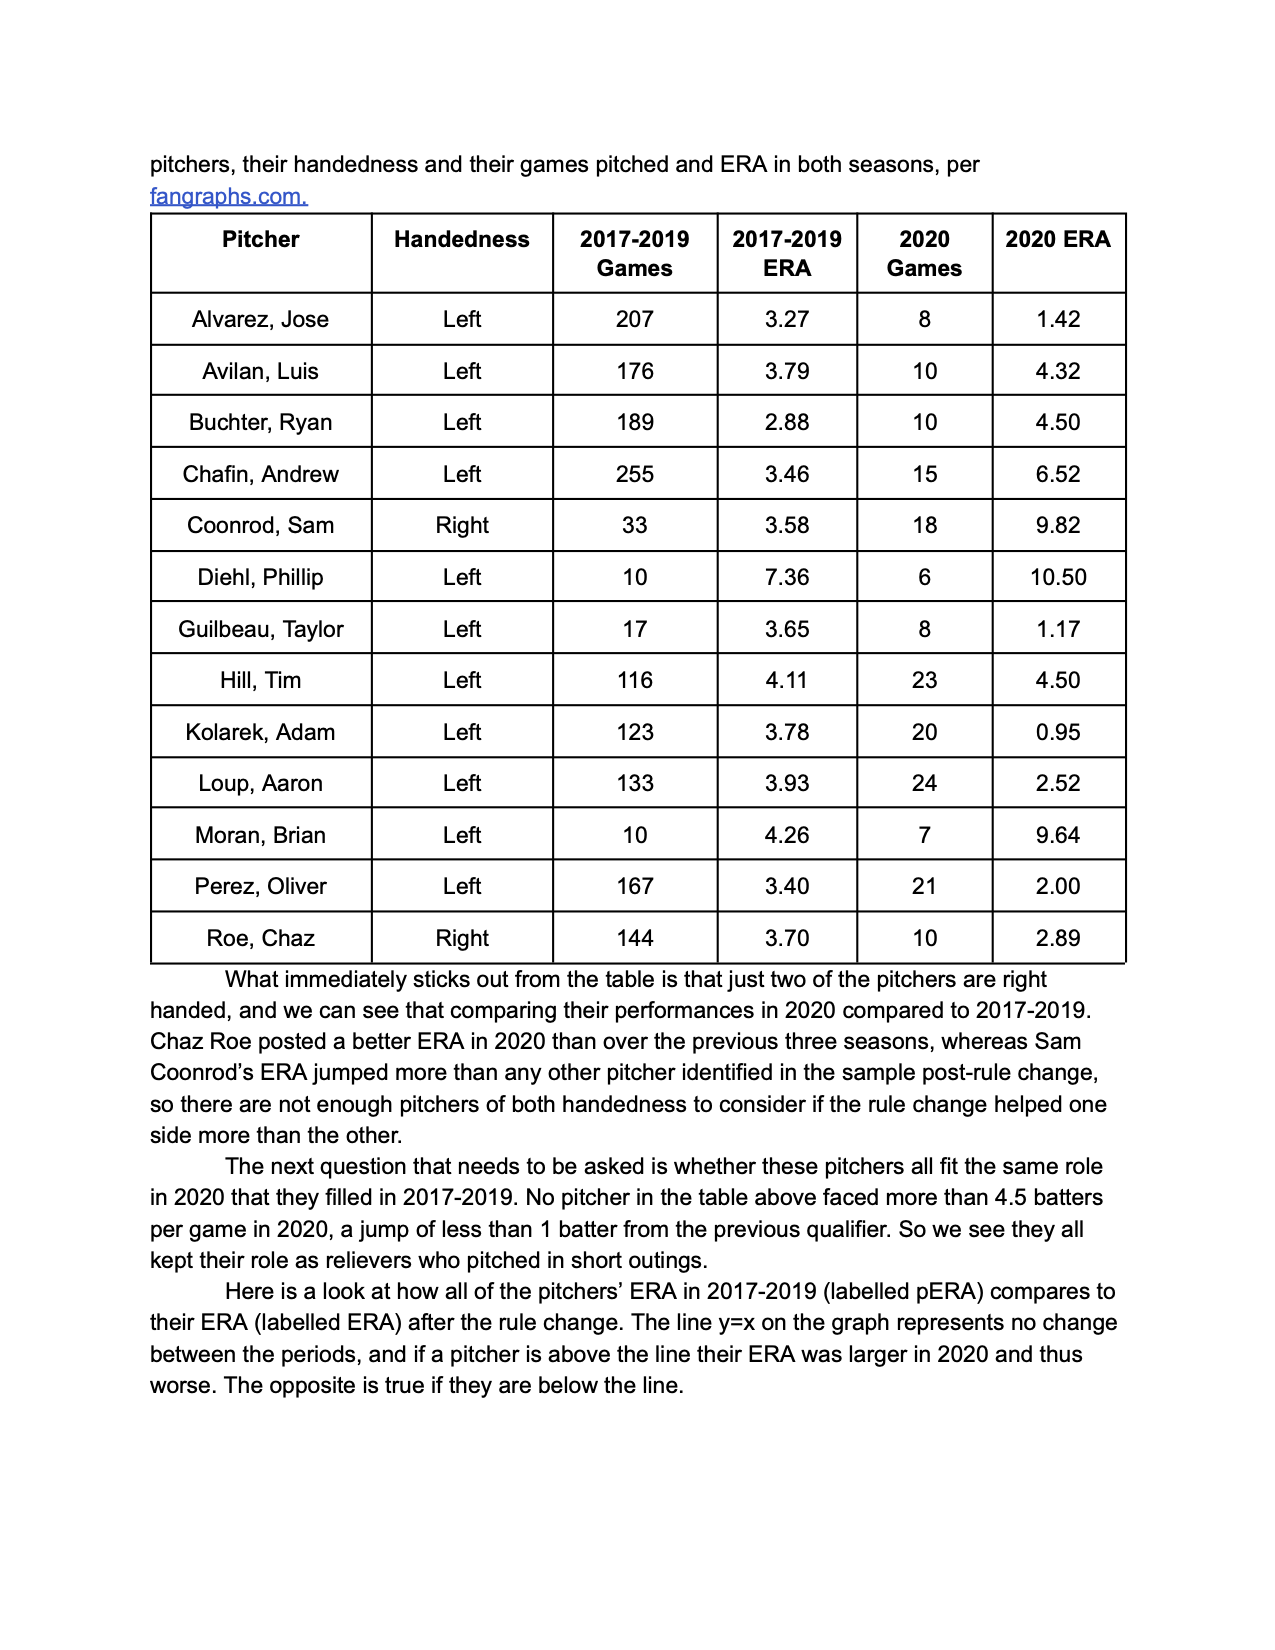 pitchers, their handedness and their games pitched and ERA in both seasons, per
fangraphs.com.
Pitcher Handedness 2017-2019 Games 2017-2019 ERA 2020 Games 2020 ERA
Alvarez, Jose Left 207 3.27 8 1.42
Avilan, Luis Left 176 3.79 10 4.32
Buchter, Ryan Left 189 2.88 10 4.50
Chafin, Andrew Left 255 3.46 15 6.52
Coonrod, Sam Right 33 3.58 18 9.82
Diehl, Phillip Left 10 7.36 6 10.50
Guilbeau, Taylor Left 17 3.65 8 1.17
Hill, Tim Left 116 4.11 23 4.50
Kolarek, Adam Left 123 3.78 20 0.95
Loup, Aaron Left 133 3.93 24 2.52
Moran, Brian Left 10 4.26 7 9.64
Perez, Oliver Left 167 3.40 21 2.00
Roe, Chaz Right 144 3.70 10 2.89
What immediately sticks out from the table is that just two of the pitchers are right
handed, and we can see that comparing their performances in 2020 compared to 2017-2019.
Chaz Roe posted a better ERA in 2020 than over the previous three seasons, whereas Sam
Coonrod’s ERA jumped more than any other pitcher identified in the sample post-rule change,
so there are not enough pitchers of both handedness to consider if the rule change helped one
side more than the other.
The next question that needs to be asked is whether these pitchers all fit the same role
in 2020 that they filled in 2017-2019. No pitcher in the table above faced more than 4.5 batters
per game in 2020, a jump of less than 1 batter from the previous qualifier. So we see they all
kept their role as relievers who pitched in short outings.
Here is a look at how all of the pitchers’ ERA in 2017-2019 (labelled pERA) compares to
their ERA (labelled ERA) after the rule change. The line y=x on the graph represents no change
between the periods, and if a pitcher is above the line their ERA was larger in 2020 and thus
worse. The opposite is true if they are below the line.